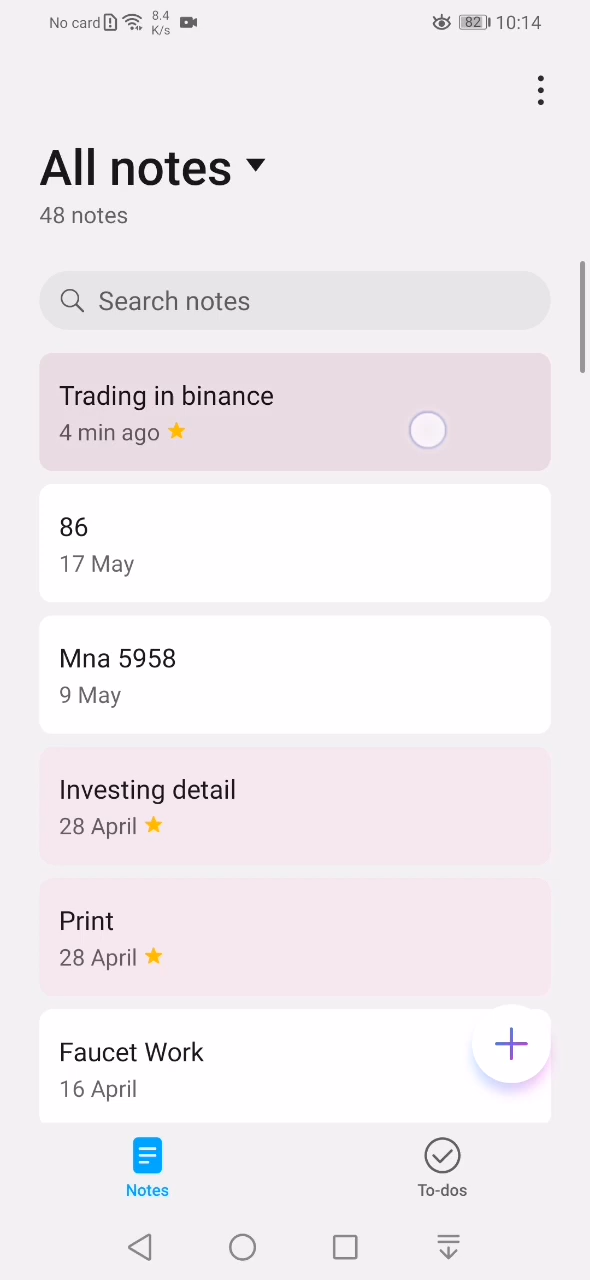 No card 8.4 K/s 82 10:14
All notes
48 notes
Search notes
Trading in binance
4 min ago
86
17 May
Mna 5958
9 May
Investing detail
28 April
Print
28 April
Faucet Work
16 April
Notes To-dos